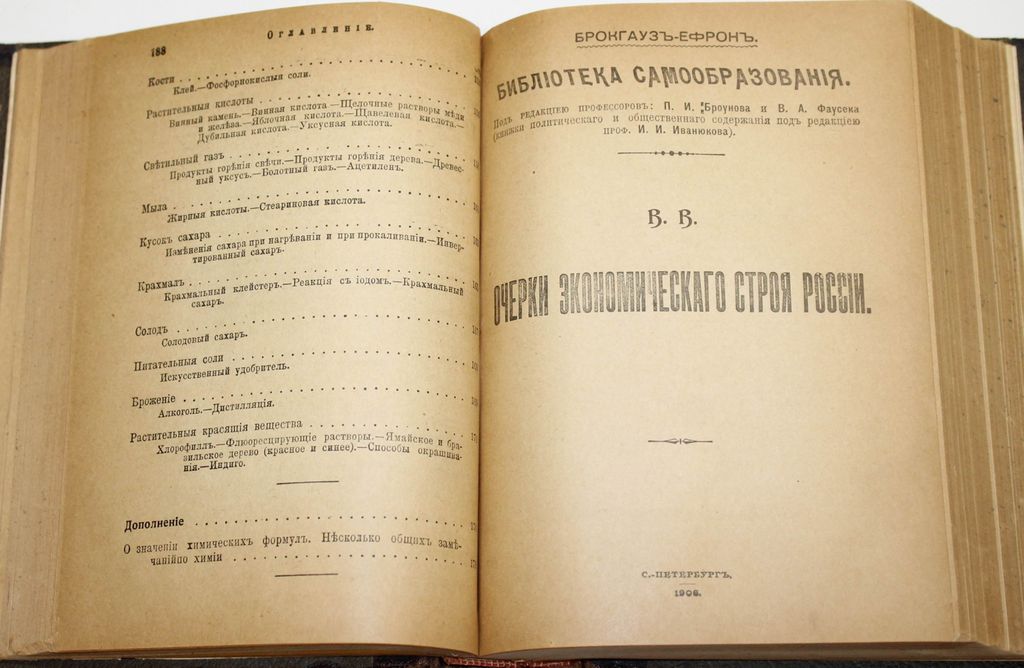 188
ОГЛАВЛЕНІЕ.
Кости
Клей.—Фосфорнокислыя соли.
Растительныя кислоты
Винный камень.—Винная кислота.—Щелочные растворы мѣди
и желѣза.—Яблочная кислота.—Щавелевая кислота.—
Дубильная кислота.—Уксусная кислота.
Свѣтильный газъ
Продукты горѣнія свѣчи.—Продукты горѣнія дерева.—Древес-
ный уксусъ.—Болотный газъ.—Ацетиленъ.
Мыла
Жирныя кислоты.—Стеариновая кислота.
Кусокъ сахара
Измѣненія сахара при нагрѣваніи и при прокаливаніи.—Инвер-
тированный сахаръ.
Крахмалъ
Крахмальный клейстеръ.—Реакція съ іодомъ.—Крахмальный
сахаръ.
Солодъ
Солодовый сахаръ.
Питательныя соли
Искусственный удобритель.
Броженіе
Алкоголь.—Дистилляція.
Растительныя красящія вещества
Хлорофиллъ.—Флюоресцирующіе растворы.—Ямайское и бра-
зильское дерево (красное и синее).—Способы окрашива-
нія.—Индиго.
Дополненіе
О значеніи химическихъ формулъ. Нѣсколько общихъ замѣ-
чаній по химіи
БРОКГАУЗЪ-ЕФРОНЪ.
БИБЛІОТЕКА САМООБРАЗОВАНІЯ.
ПОДЪ РЕДАКЦІЕЮ ПРОФЕССОРОВЪ: П. И. Броунова и В. А. Фаусека
(КНИЖКИ ПОЛИТИЧЕСКАГО И ОБЩЕСТВЕННАГО СОДЕРЖАНІЯ ПОДЪ РЕДАКЦІЕЮ
ПРОФ. И. И. Иванюкова).
В. В.
ОЧЕРКИ ЭКОНОМИЧЕСКАГО СТРОЯ РОССІИ.
С.-ПЕТЕРБУРГЪ.
1906.